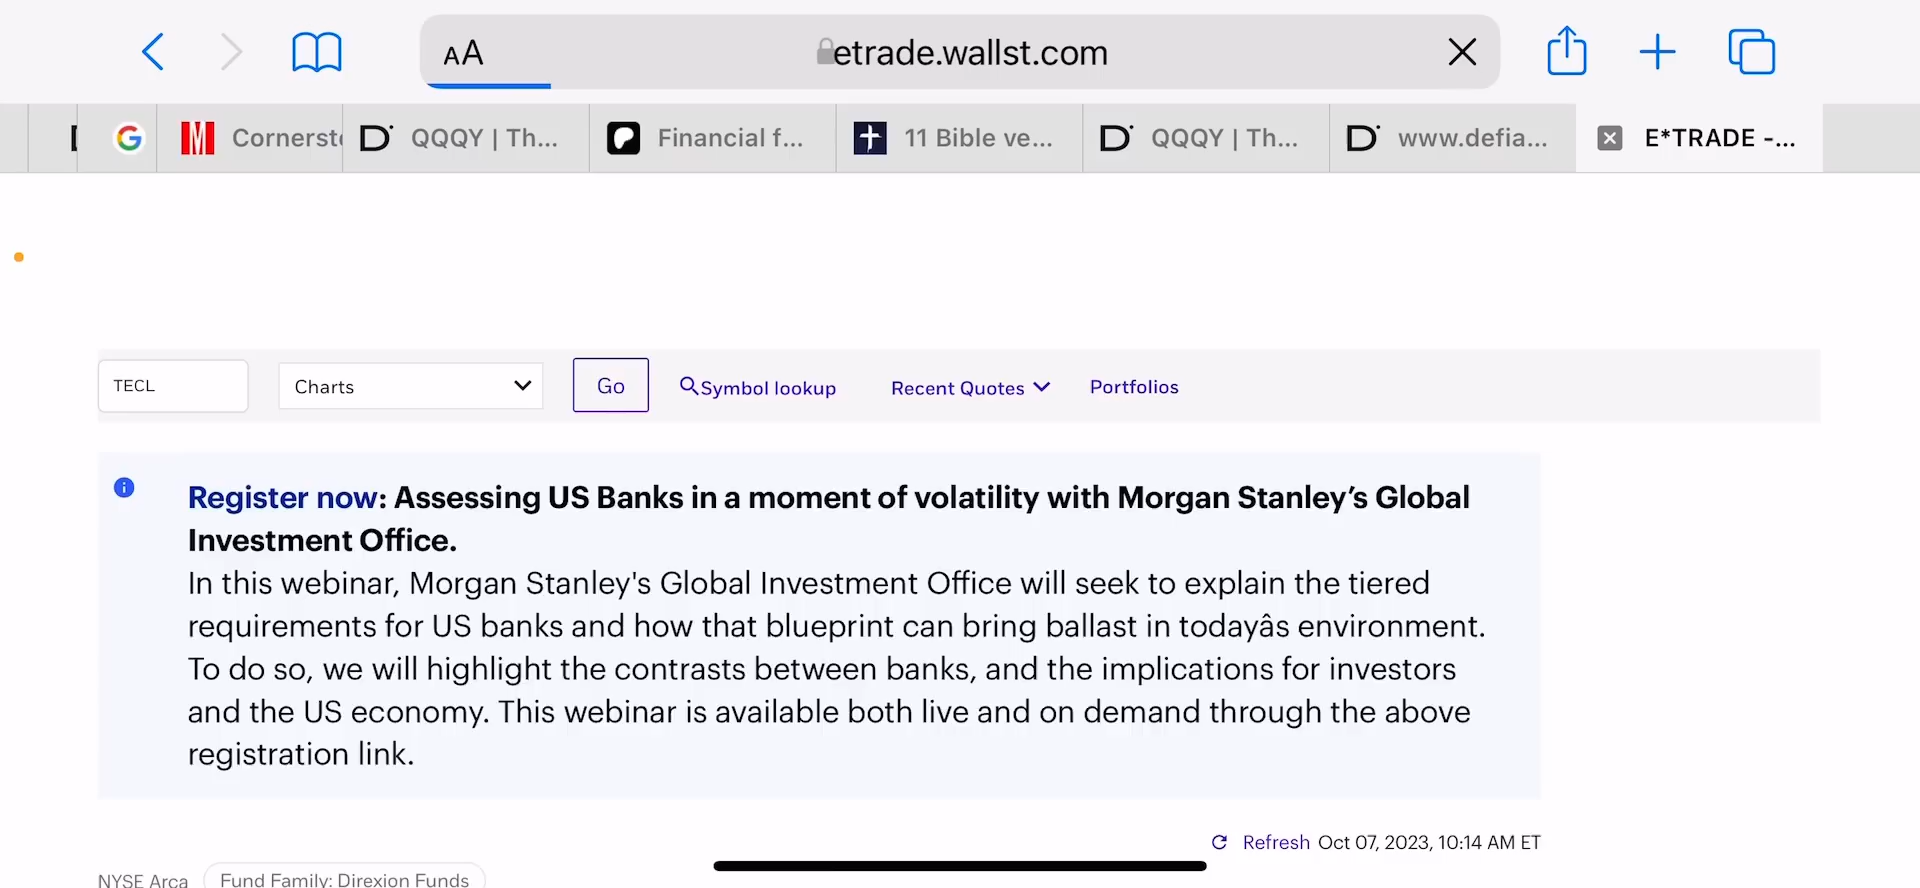 AA etrade.wallst.com
Cornerst QQQY | Th... Financial f... 11 Bible ve... QQQY | Th... www.defia... E*TRADE -...
TECL Charts Go Symbol lookup Recent Quotes Portfolios
Register now: Assessing US Banks in a moment of volatility with Morgan Stanley’s Global
Investment Office.
In this webinar, Morgan Stanley's Global Investment Office will seek to explain the tiered
requirements for US banks and how that blueprint can bring ballast in todayâs environment.
To do so, we will highlight the contrasts between banks, and the implications for investors
and the US economy. This webinar is available both live and on demand through the above
registration link.
Refresh Oct 07, 2023, 10:14 AM ET
NYSE Arca Fund Family: Direxion Funds